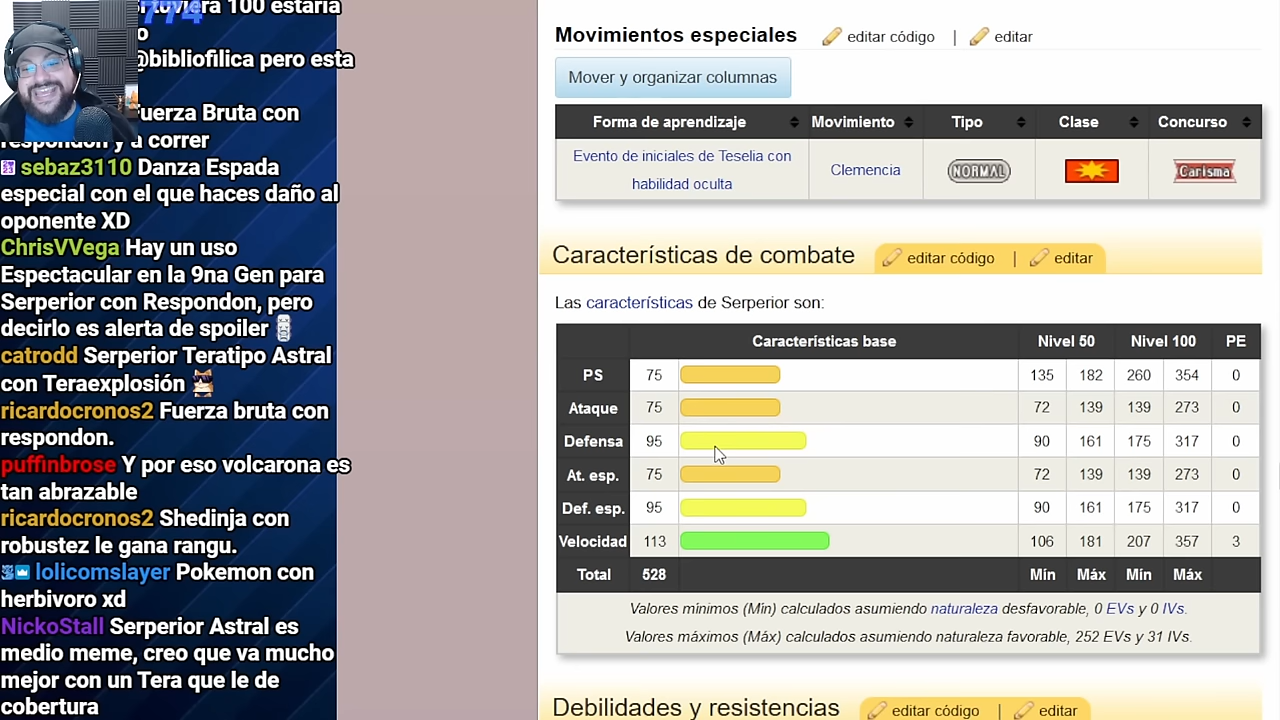 774
i tuviera 100 estaría
o
@bibliofilica pero esta
uerza Bruta con
respondon y a correr
sebaz3110 Danza Espada
especial con el que haces daño al
oponente XD
ChrisVVega Hay un uso
Espectacular en la 9na Gen para
Serperior con Respondon, pero
decirlo es alerta de spoiler
catrodd Serperior Teratipo Astral
con Teraexplosión
ricardocronos2 Fuerza bruta con
respondon.
puffinbrose Y por eso volcarona es
tan abrazable
ricardocronos2 Shedinja con
robustez le gana rangu.
lolicomslayer Pokemon con
herbivoro xd
NickoStall Serperior Astral es
medio meme, creo que va mucho
mejor con un Tera que le de
cobertura
Movimientos especiales editar código | editar
Mover y organizar columnas
Forma de aprendizaje Movimiento Tipo Clase Concurso
Evento de iniciales de Teselia con
habilidad oculta Clemencia NORMAL Carisma
Características de combate editar código | editar
Las características de Serperior son:
Características base Nivel 50 Nivel 100 PE
PS 75 135 182 260 354 0
Ataque 75 72 139 139 273 0
Defensa 95 90 161 175 317 0
At. esp. 75 72 139 139 273 0
Def. esp. 95 90 161 175 317 0
Velocidad 113 106 181 207 357 3
Total 528 Mín Máx Mín Máx
Valores mínimos (Min) calculados asumiendo naturaleza desfavorable, 0 EVs y 0 IVs.
Valores máximos (Máx) calculados asumiendo naturaleza favorable, 252 EVs y 31 IVs.
Debilidades y resistencias editar código | editar